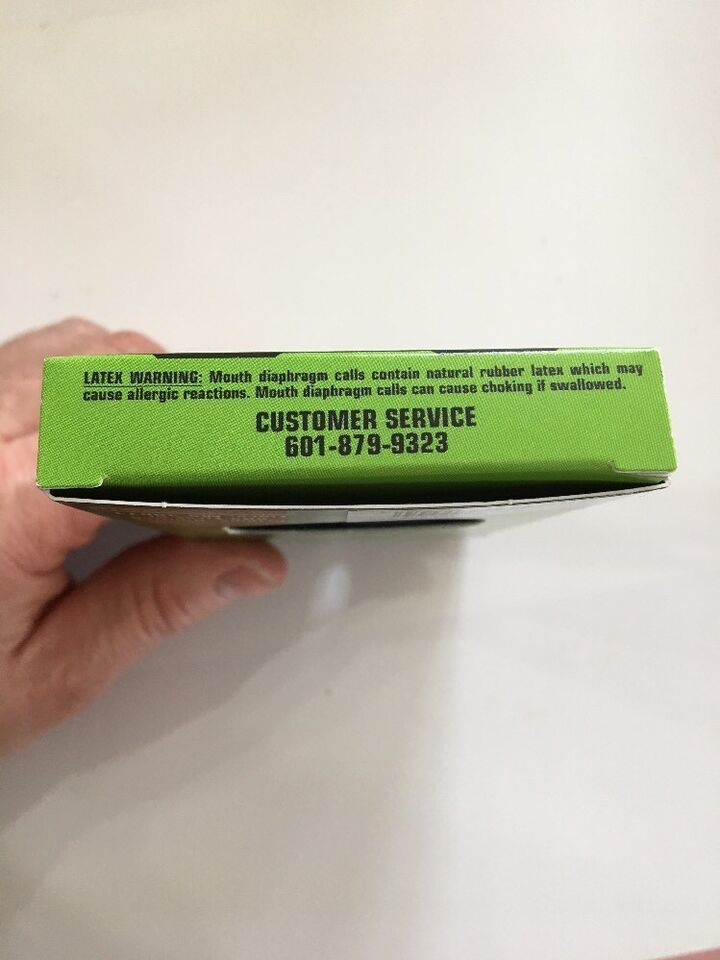 LATEX WARNING: Mouth diaphragm calls contain natural rubber latex which may
cause allergic reactions. Mouth diaphragm calls can cause choking if swallowed.
CUSTOMER SERVICE
601-879-9323